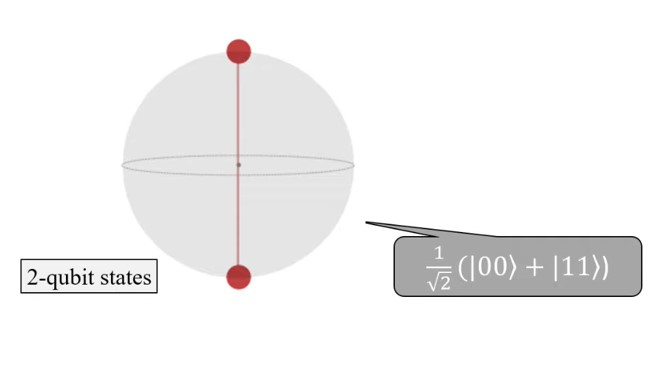 2-qubit states
1/√2 (|00⟩ + |11⟩)